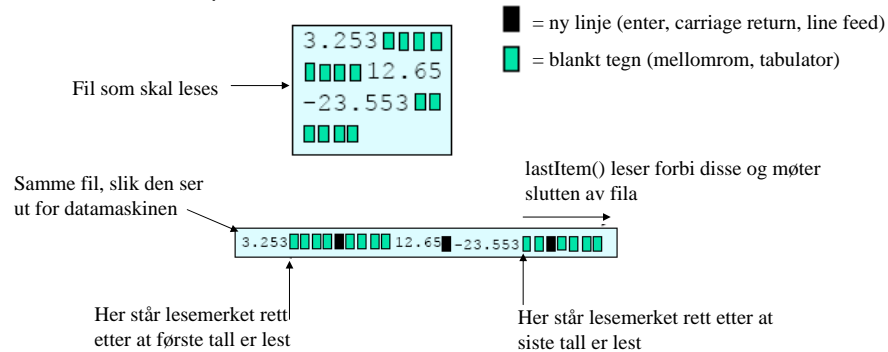 = ny linje (enter, carriage return, line feed)
= blankt tegn (mellomrom, tabulator)
3.253
12.65
-23.553
Fil som skal leses
lastItem() leser forbi disse og møter
slutten av fila
Samme fil, slik den ser
ut for datamaskinen
3.253 12.65 -23.553
Her står lesemerket rett
etter at første tall er lest
Her står lesemerket rett etter at
siste tall er lest